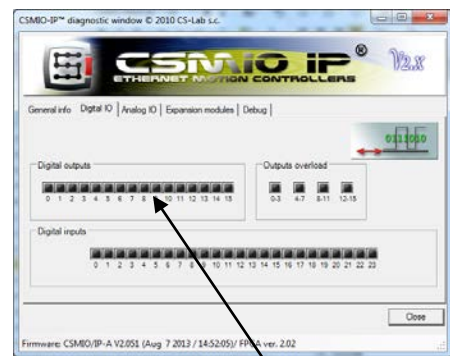 CSMIO-IP™ diagnostic window © 2010 CS-Lab s.c.
CSMIO IP®
V2.x
ETHERNET MOTION CONTROLLERS
General info Digital IO Analog IO Expansion modules Debug
0111010
Digital outputs
0 1 2 3 4 5 6 7 8 9 10 11 12 13 14 15
Outputs overload
0-3 4-7 8-11 12-15
Digital inputs
0 1 2 3 4 5 6 7 8 9 10 11 12 13 14 15 16 17 18 19 20 21 22 23
Close
Firmware: CSMIO/IP-A V2.051 (Aug 7 2013 / 14:52:05)/ FPGA ver. 2.02